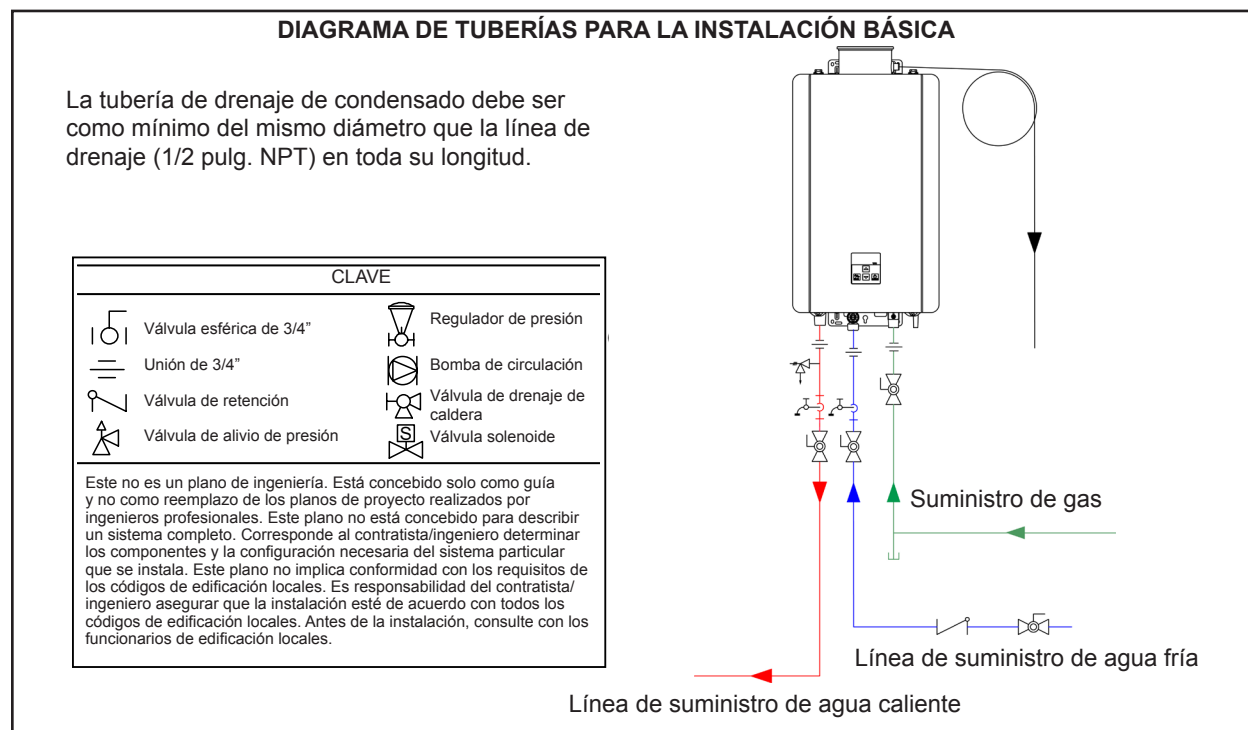 DIAGRAMA DE TUBERÍAS PARA LA INSTALACIÓN BÁSICA
La tubería de drenaje de condensado debe ser
como mínimo del mismo diámetro que la línea de
drenaje (1/2 pulg. NPT) en toda su longitud.
CLAVE
Válvula esférica de 3/4”
Unión de 3/4”
Válvula de retención
Válvula de alivio de presión
Regulador de presión
Bomba de circulación
Válvula de drenaje de
caldera
S
Válvula solenoide
Este no es un plano de ingeniería. Está concebido solo como guía
y no como reemplazo de los planos de proyecto realizados por
ingenieros profesionales. Este plano no está concebido para describir
un sistema completo. Corresponde al contratista/ingeniero determinar
los componentes y la configuración necesaria del sistema particular
que se instala. Este plano no implica conformidad con los requisitos de
los códigos de edificación locales. Es responsabilidad del contratista/
ingeniero asegurar que la instalación esté de acuerdo con todos los
códigos de edificación locales. Antes de la instalación, consulte con los
funcionarios de edificación locales.
Suministro de gas
Línea de suministro de agua fría
Línea de suministro de agua caliente